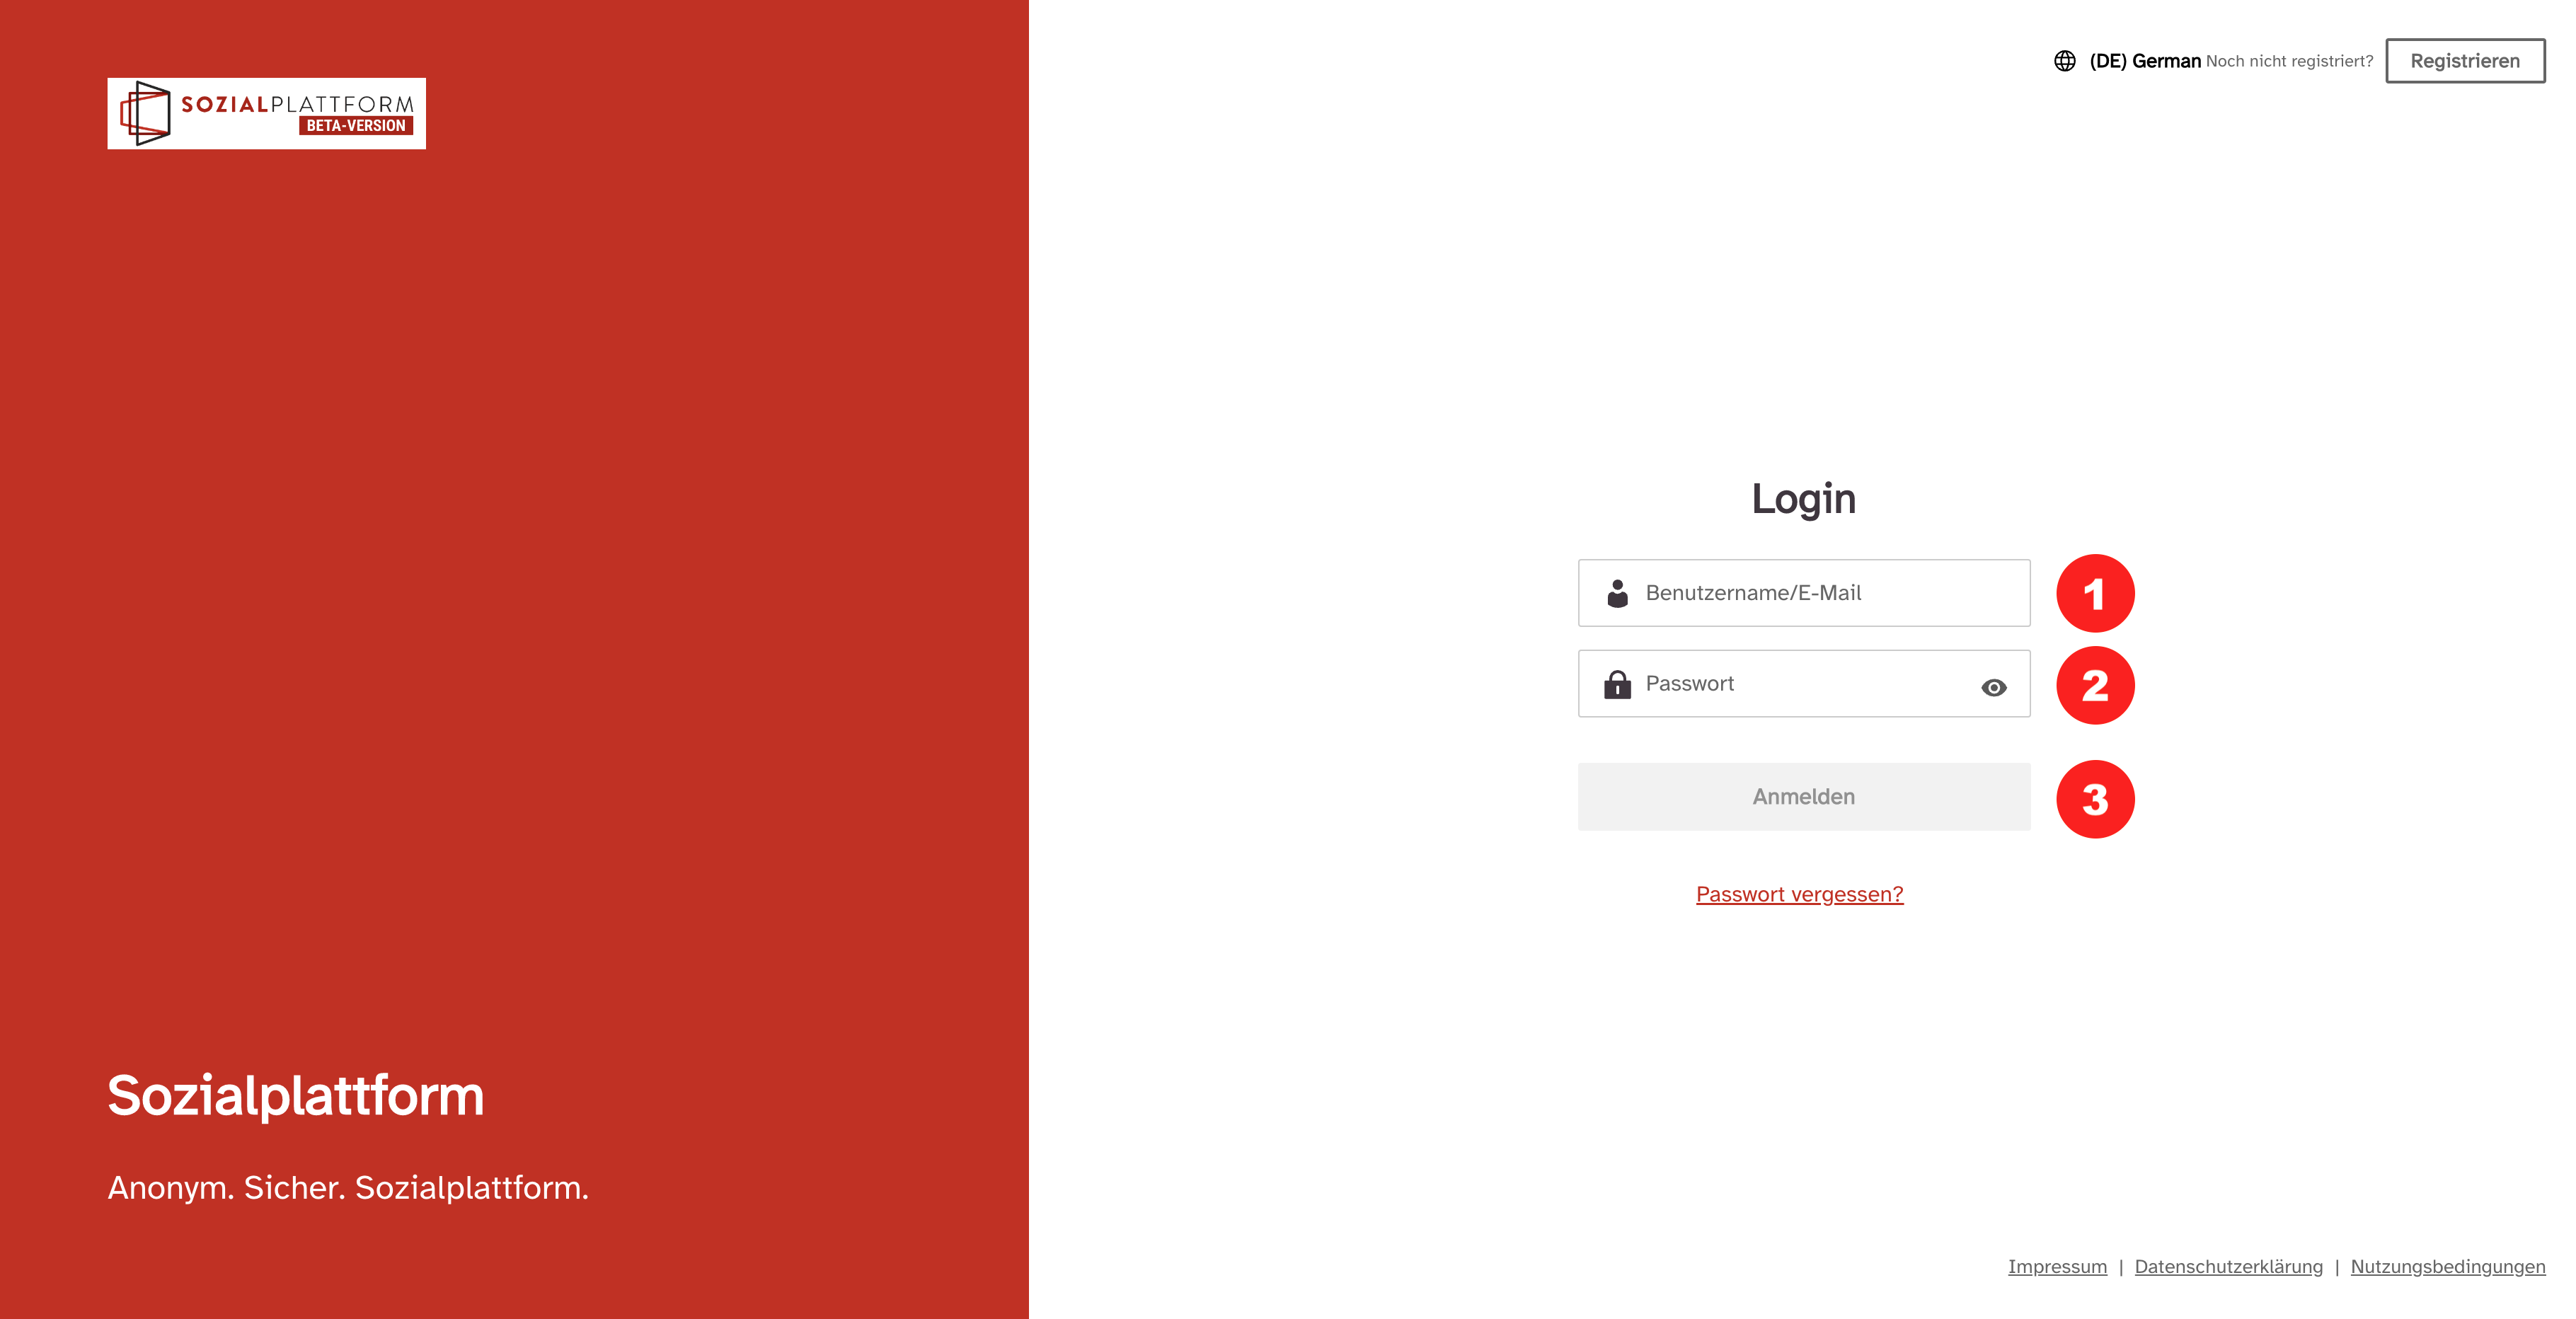 SOZIALPLATTFORM
BETA-VERSION
(DE) German Noch nicht registriert? Registrieren
Login
Benutzername/E-Mail
1
Passwort
2
Anmelden
3
Passwort vergessen?
Sozialplattform
Anonym. Sicher. Sozialplattform.
Impressum | Datenschutzerklärung | Nutzungsbedingungen